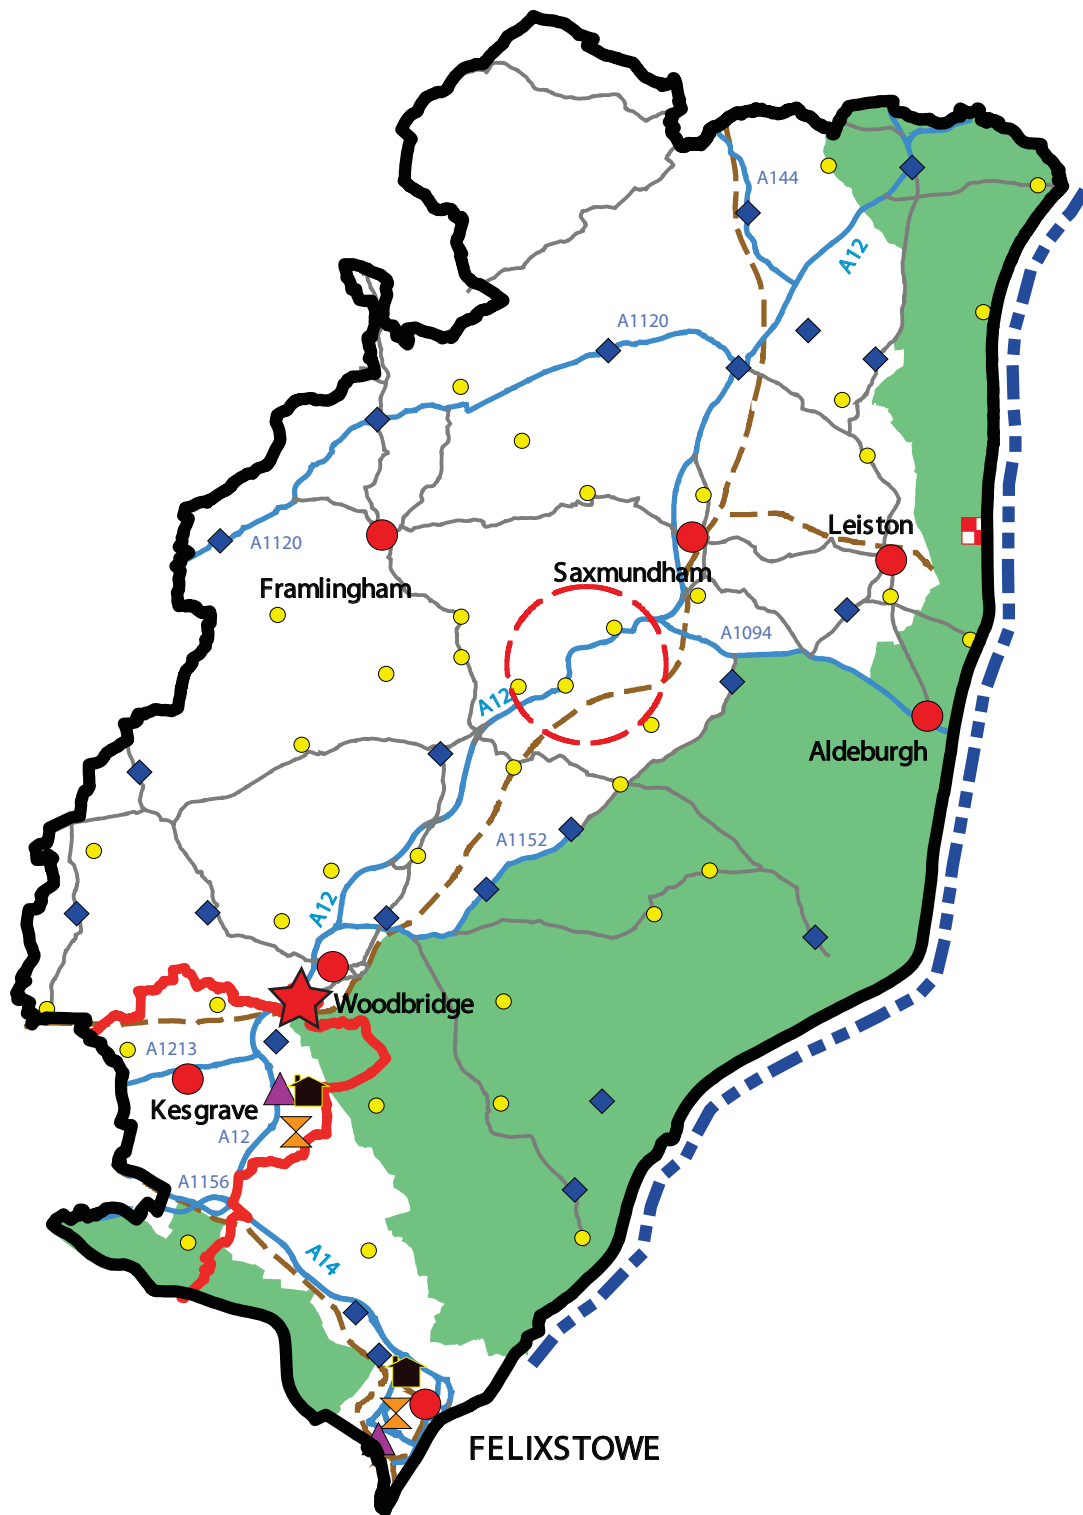 A144
A12
A1120
Leiston
A1120
Saxmundham
Framlingham
A1094
A12
Aldeburgh
A1152
A12
Woodbridge
A1213
Kesgrave
A12
A1156
A14
FELIXSTOWE